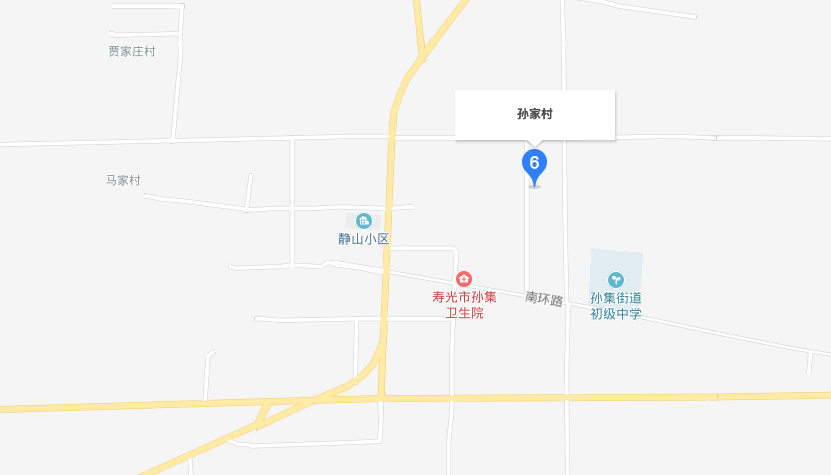 贾家庄村
孙家村
6
马家村
静山小区
寿光市孙集
卫生院
南环路
孙集街道
初级中学